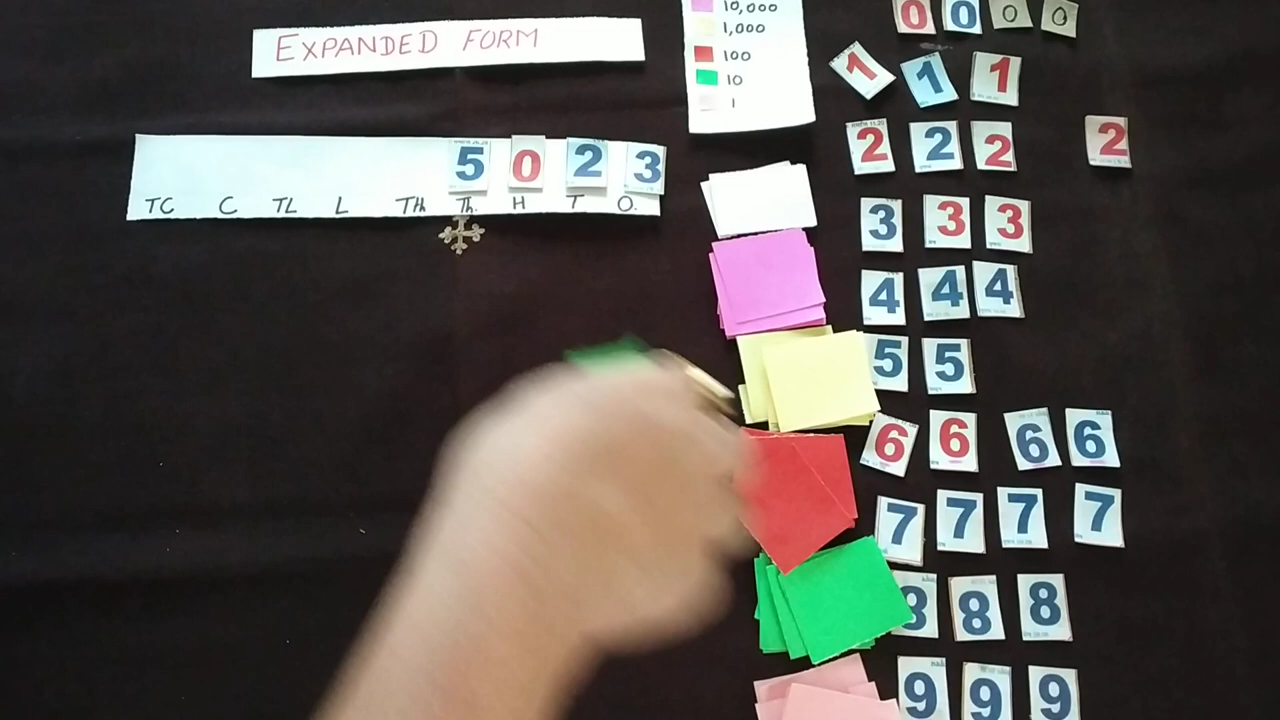 EXPANDED FORM
10,000
1,000
100
10
1
5 0 2 3
TC C TL L TTh Th. H T O.
0 0 0 0
1 1 1
2 2 2 2
3 3 3
4 4 4
5 5
6 6 6 6
7 7 7 7
8 8 8
9 9 9